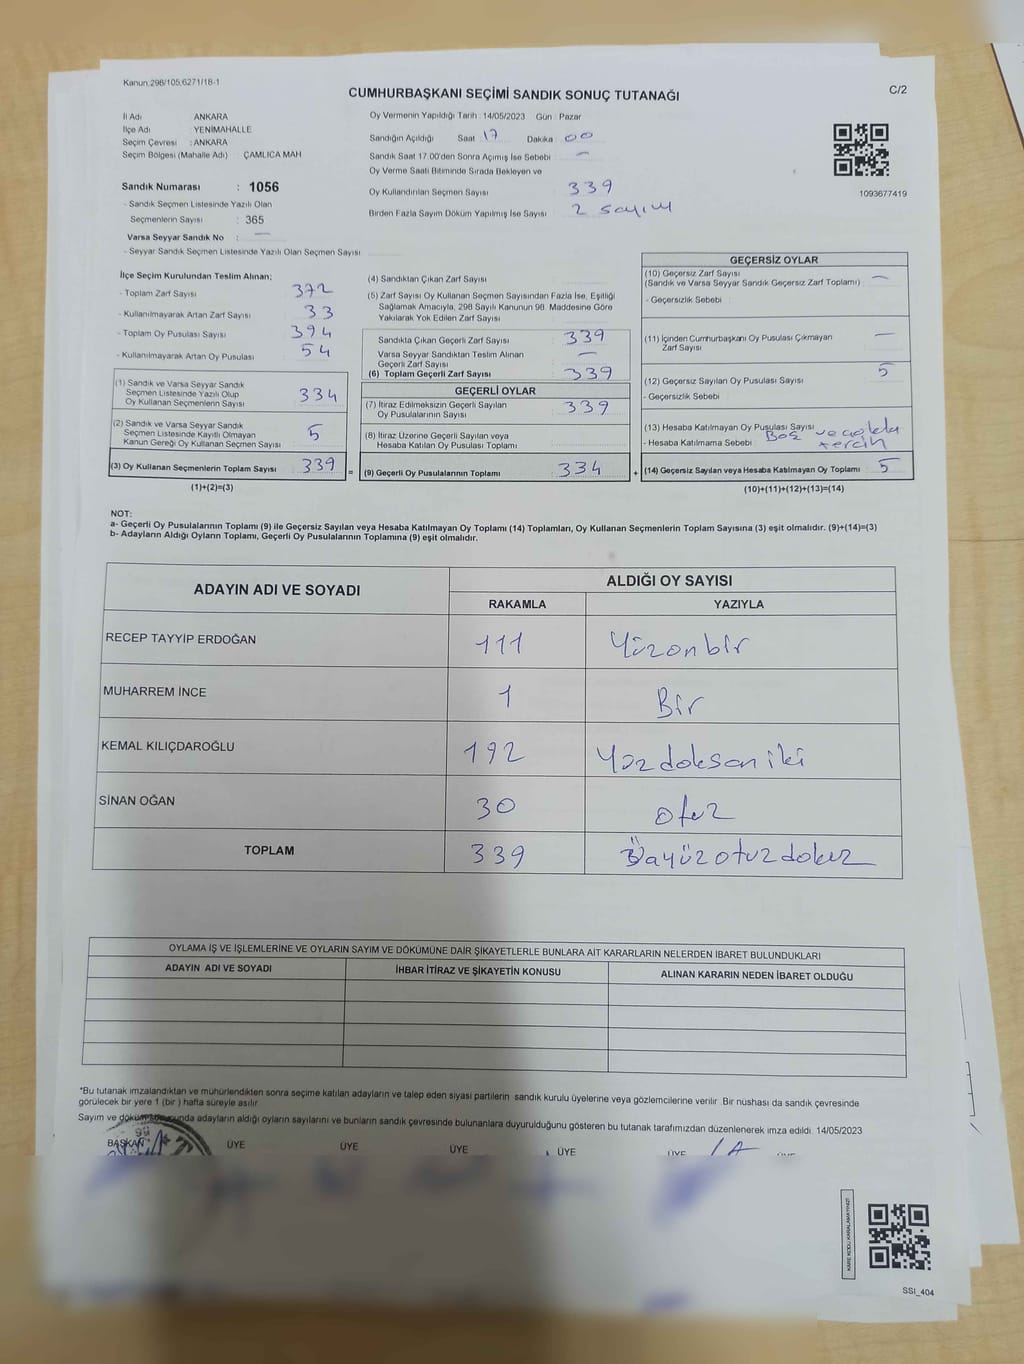 Kanun 298/105,6271/18-1
CUMHURBAŞKANI SEÇİMİ SANDIK SONUÇ TUTANAĞI
C/2
İl Adı ANKARA
İlçe Adı YENİMAHALLE
Seçim Çevresi : ANKARA
Seçim Bölgesi (Mahalle Adı) ÇAMLICA MAH
Sandık Numarası : 1056
- Sandık Seçmen Listesinde Yazılı Olan
Seçmenlerin Sayısı : 365
Varsa Seyyar Sandık No : —
- Seyyar Sandık Seçmen Listesinde Yazılı Olan Seçmen Sayısı
Oy Vermenin Yapıldığı Tarih : 14/05/2023 Gün : Pazar
Sandığın Açıldığı Saat 17 Dakika 00
Sandık Saat 17.00'den Sonra Açımış İse Sebebi —
Oy Verme Saati Bitiminde Sırada Bekleyen ve
Oy Kullandırılan Seçmen Sayısı 339
Birden Fazla Sayım Döküm Yapılmış İse Sayısı 2 sayım
1093677419
İlçe Seçim Kurulundan Teslim Alınan;
- Toplam Zarf Sayısı 372
- Kullanılmayarak Artan Zarf Sayısı 33
- Toplam Oy Pusulası Sayısı 394
- Kullanılmayarak Artan Oy Pusulası 54
(1) Sandık ve Varsa Seyyar Sandık
Seçmen Listesinde Yazılı Olup
Oy Kullanan Seçmenlerin Sayısı 334
(2) Sandık ve Varsa Seyyar Sandık
Seçmen Listesinde Kayıtlı Olmayan
Kanun Gereği Oy Kullanan Seçmen Sayısı 5
(3) Oy Kullanan Seçmenlerin Toplam Sayısı 339 =
(1)+(2)=(3)
(4) Sandıktan Çıkan Zarf Sayısı
(5) Zarf Sayısı Oy Kullanan Seçmen Sayısından Fazla İse, Eşitliği
Sağlamak Amacıyla, 298 Sayılı Kanunun 98. Maddesine Göre
Yakılarak Yok Edilen Zarf Sayısı
Sandıkta Çıkan Geçerli Zarf Sayısı 339
Varsa Seyyar Sandıktan Teslim Alınan
Geçerli Zarf Sayısı —
(6) Toplam Geçerli Zarf Sayısı 339
GEÇERLİ OYLAR
(7) İtiraz Edilmeksizin Geçerli Sayılan
Oy Pusulalarının Sayısı 339
(8) İtiraz Üzerine Geçerli Sayılan veya
Hesaba Katılan Oy Pusulası Toplamı
(9) Geçerli Oy Pusulalarının Toplamı 334 +
GEÇERSİZ OYLAR
(10) Geçersiz Zarf Sayısı
(Sandık ve Varsa Seyyar Sandık Geçersiz Zarf Toplamı) —
- Geçersizlik Sebebi :
(11) İçinden Cumhurbaşkanı Oy Pusulası Çıkmayan
Zarf Sayısı —
(12) Geçersiz Sayılan Oy Pusulası Sayısı 5
- Geçersizlik Sebebi :
(13) Hesaba Katılmayan Oy Pusulası Sayısı
- Hesaba Katılmama Sebebi : Boş
tercih
(14) Geçersiz Sayılan veya Hesaba Katılmayan Oy Toplamı 5
(10)+(11)+(12)+(13)=(14)
NOT:
a- Geçerli Oy Pusulalarının Toplamı (9) ile Geçersiz Sayılan veya Hesaba Katılmayan Oy Toplamı (14) Toplamları, Oy Kullanan Seçmenlerin Toplam Sayısına (3) eşit olmalıdır. (9)+(14)=(3)
b- Adayların Aldığı Oyların Toplamı, Geçerli Oy Pusulalarının Toplamına (9) eşit olmalıdır.
ADAYIN ADI VE SOYADI
ALDIĞI OY SAYISI
RAKAMLA YAZIYLA
RECEP TAYYİP ERDOĞAN 111 Yüzonbir
MUHARREM İNCE 1 Bir
KEMAL KILIÇDAROĞLU 192 Yüzdoksaniki
SİNAN OĞAN 30 otuz
TOPLAM 339
OYLAMA İŞ VE İŞLEMLERİNE VE OYLARIN SAYIM VE DÖKÜMÜNE DAİR ŞİKAYETLERLE BUNLARA AİT KARARLARIN NELERDEN İBARET BULUNDUKLARI
ADAYIN ADI VE SOYADI İHBAR İTİRAZ VE ŞİKAYETİN KONUSU ALINAN KARARIN NEDEN İBARET OLDUĞU
*Bu tutanak imzalandıktan ve mühürlendikten sonra seçime katılan adayların ve talep eden siyasi partilerin sandık kurulu üyelerine veya gözlemcilerine verilir. Bir nüshası da sandık çevresinde
görülecek bir yere 1 (bir) hafta süreyle asılır.
Sayım ve döküm sonucunda adayların aldığı oyların sayılarını ve bunların sandık çevresinde bulunanlara duyurulduğunu gösteren bu tutanak tarafımızdan düzenlenerek imza edildi. 14/05/2023
BAŞKAN ÜYE ÜYE ÜYE ÜYE ÜYE ÜYE
KARE KODU KARALAMAYINIZ!
SSI_404